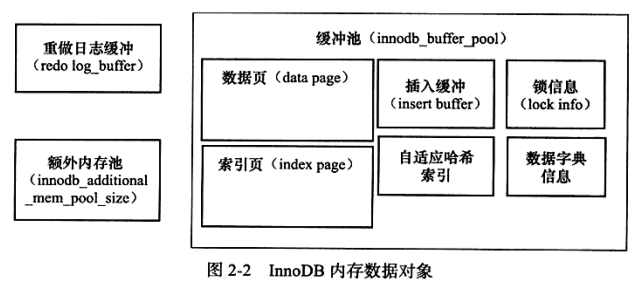 重做日志缓冲
（redo log_buffer）
额外内存池
（innodb_additional
_mem_pool_size）
缓冲池（innodb_buffer_pool）
数据页（data page）
插入缓冲
（insert buffer）
锁信息
（lock info）
索引页（index page）
自适应哈希
索引
数据字典
信息
图 2-2　InnoDB 内存数据对象